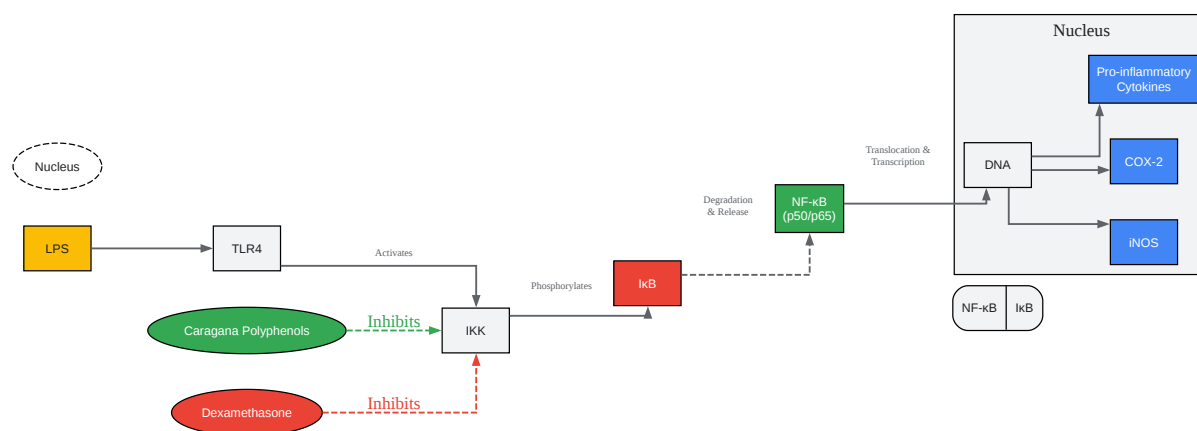 Nucleus
Pro-inflammatory
Cytokines
Translocation &
Transcription
DNA
COX-2
Nucleus
Degradation
& Release
NF-κB
(p50/p65)
LPS
TLR4
Activates
iNOS
Phosphorylates
IκB
NF-κB
IκB
Inhibits
Caragana Polyphenols
IKK
Inhibits
Dexamethasone